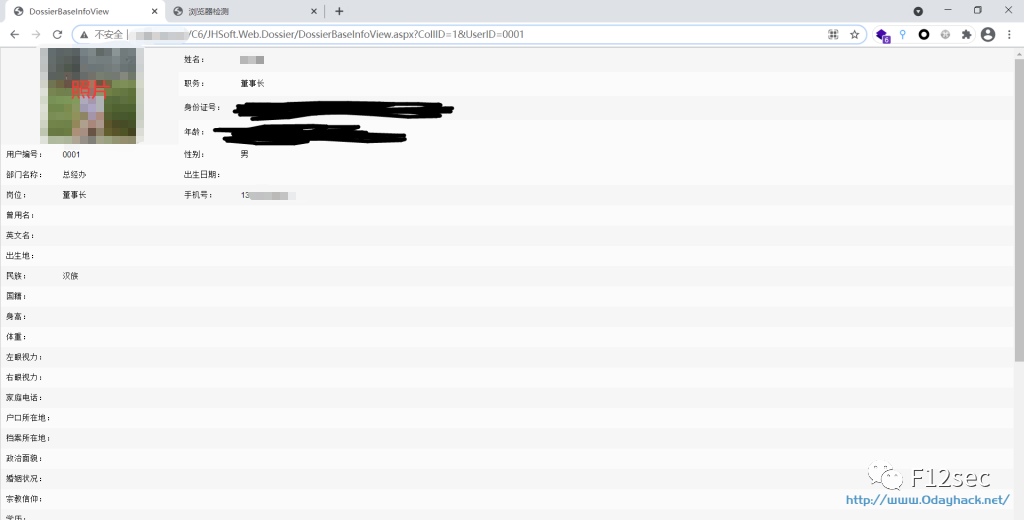 DossierBaseInfoView
浏览器检测
不安全 | /C6/JHSoft.Web.Dossier/DossierBaseInfoView.aspx?CollID=1&UserID=0001
6
照片
姓名：
职务： 董事长
身份证号：
年龄：
用户编号： 0001 性别： 男
部门名称： 总经办 出生日期：
岗位： 董事长 手机号： 13
曾用名：
英文名：
出生地：
民族： 汉族
国籍：
身高：
体重：
左眼视力：
右眼视力：
家庭电话：
户口所在地：
档案所在地：
政治面貌：
婚姻状况：
宗教信仰：
学历：
F12sec
http://www.0dayhack.net/